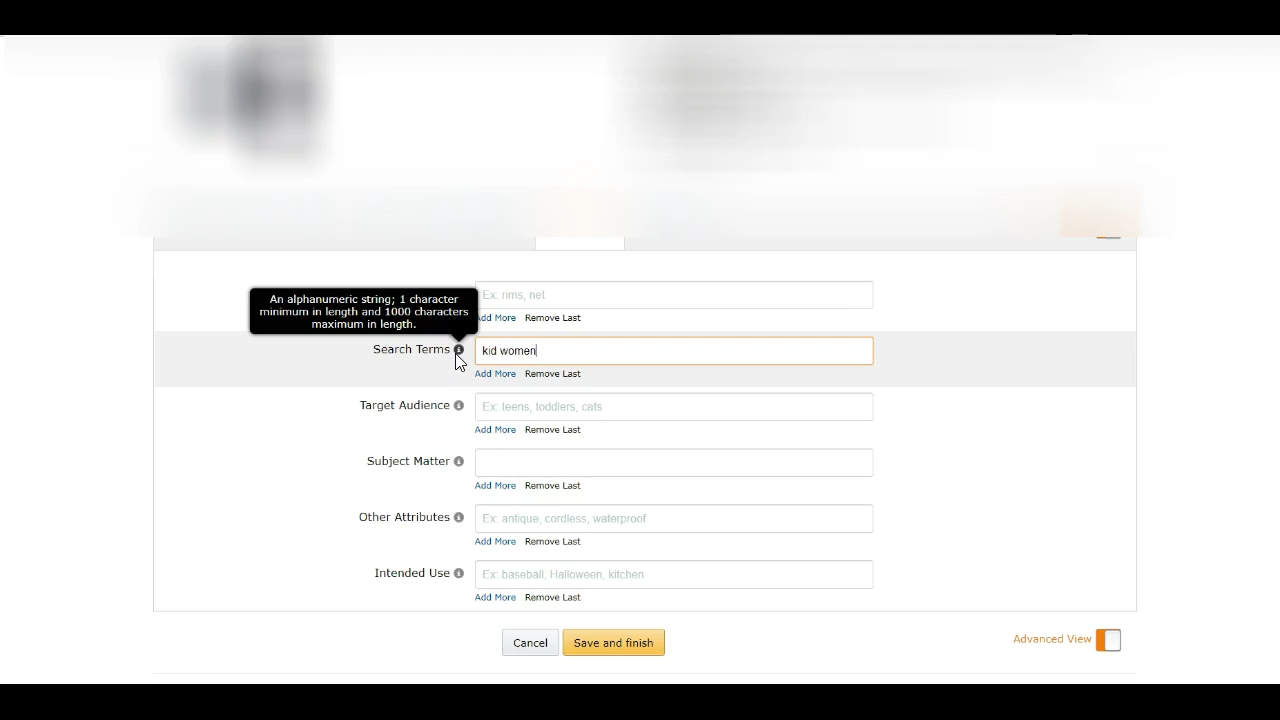 An alphanumeric string; 1 character
minimum in length and 1000 characters
maximum in length.
Ex: rims, net
Add More Remove Last
Search Terms kid women
Add More Remove Last
Target Audience Ex: teens, toddlers, cats
Add More Remove Last
Subject Matter
Add More Remove Last
Other Attributes Ex: antique, cordless, waterproof
Add More Remove Last
Intended Use Ex: baseball, Halloween, kitchen
Add More Remove Last
Cancel Save and finish Advanced View